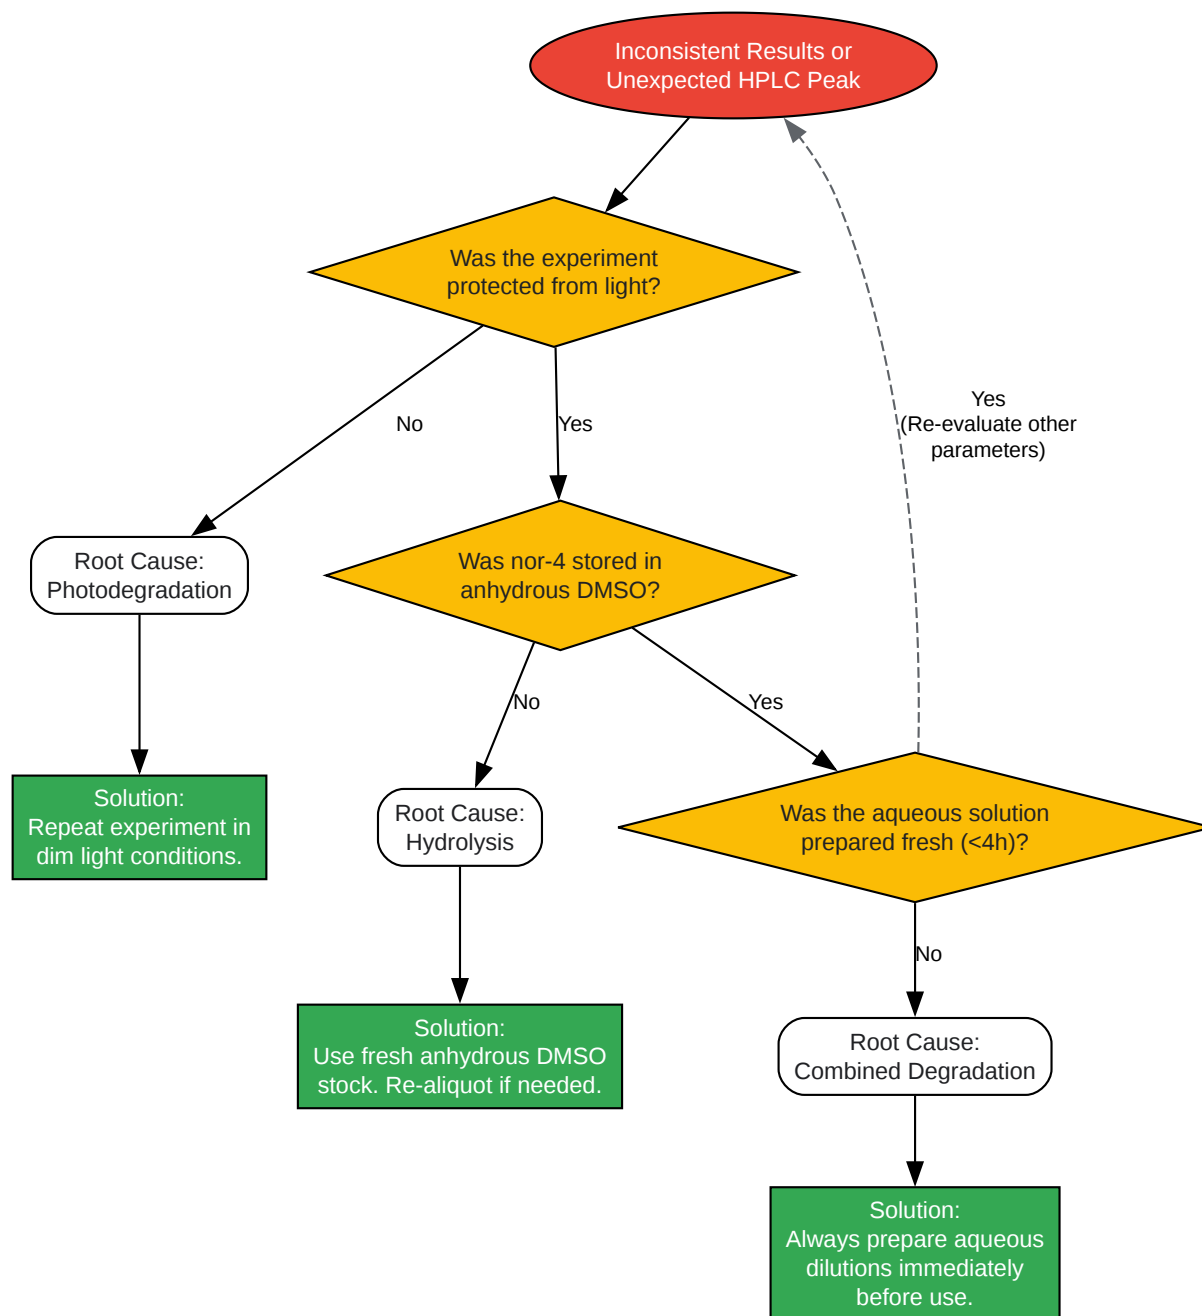 Inconsistent Results or
Unexpected HPLC Peak
Was the experiment
protected from light?
No
Yes
Yes
(Re-evaluate other
parameters)
Root Cause:
Photodegradation
Was nor-4 stored in
anhydrous DMSO?
No
Yes
Solution:
Repeat experiment in
dim light conditions.
Root Cause:
Hydrolysis
Was the aqueous solution
prepared fresh (<4h)?
No
Solution:
Use fresh anhydrous DMSO
stock. Re-aliquot if needed.
Root Cause:
Combined Degradation
Solution:
Always prepare aqueous
dilutions immediately
before use.